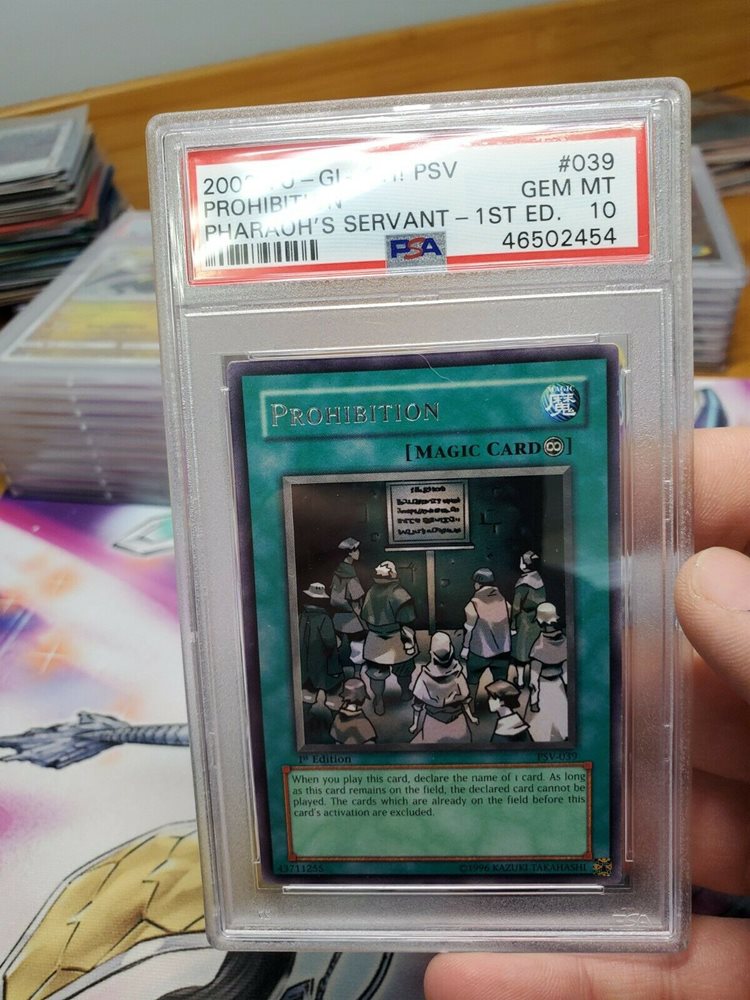 PSV #039
PROHIBITION GEM MT
PHARAOH'S SERVANT - 1ST ED. 10
PSA 46502454
PROHIBITION
MAGIC
魔
[MAGIC CARD∞]
1st Edition PSV-039
When you play this card, declare the name of 1 card. As long
as this card remains on the field, the declared card cannot be
played. The cards which are already on the field before this
card's activation are excluded.
43711255 ©1996 KAZUKI TAKAHASHI